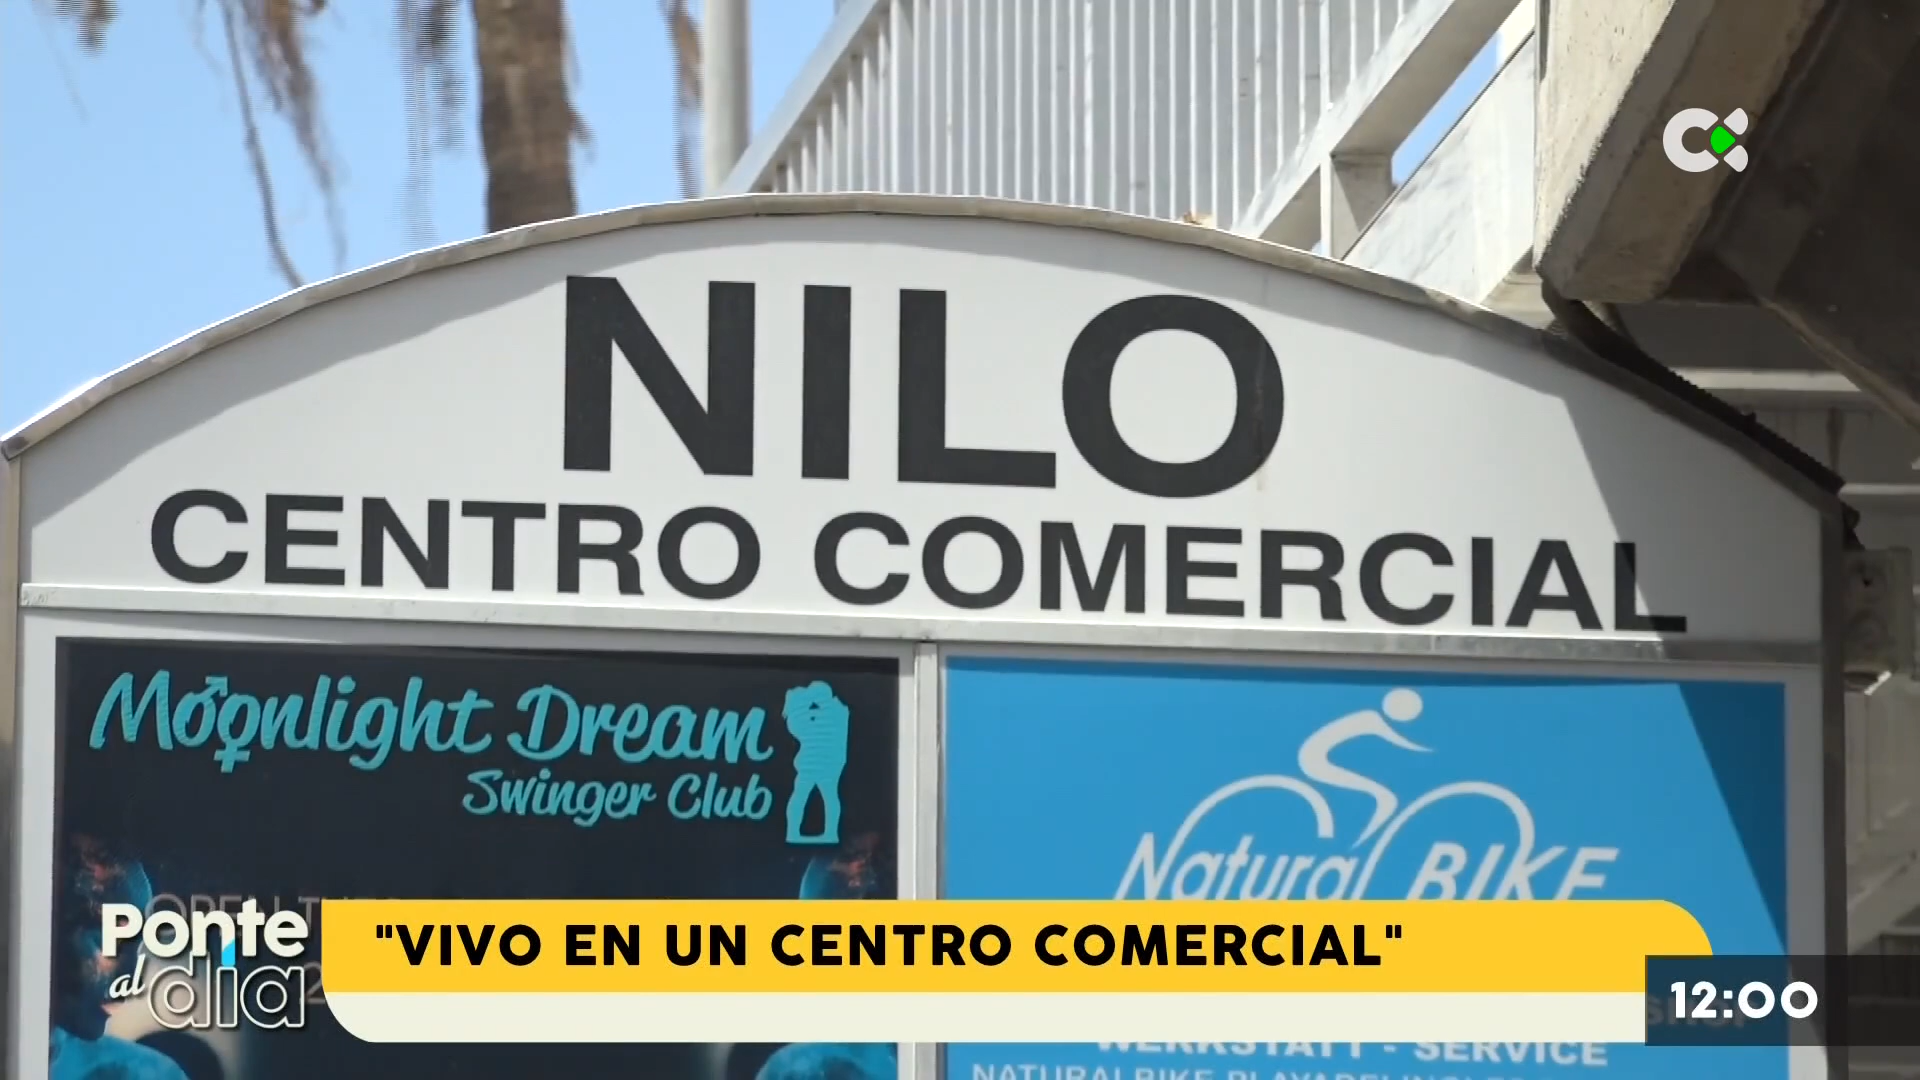 NILO
CENTRO COMERCIAL
Moonlight Dream
Swinger Club
Natural BIKE
OPEN
WERKSTATT - SERVICE
Ponte
al día
"VIVO EN UN CENTRO COMERCIAL"
12:00